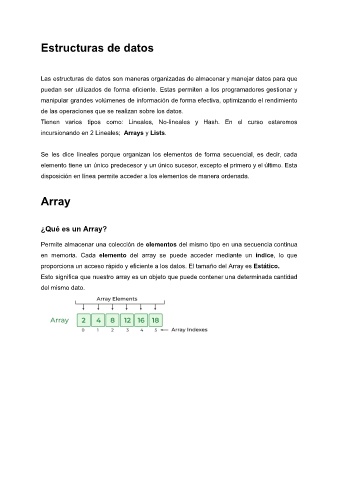 Estructuras de datos
Las estructuras de datos son maneras organizadas de almacenar y manejar datos para que
puedan ser utilizados de forma eficiente. Estas permiten a los programadores gestionar y
manipular grandes volúmenes de información de forma efectiva, optimizando el rendimiento
de las operaciones que se realizan sobre los datos.
Tienen varios tipos como: Lineales, No-lineales y Hash. En el curso estaremos
incursionando en 2 Lineales; Arrays y Lists.
Se les dice lineales porque organizan los elementos de forma secuencial, es decir, cada
elemento tiene un único predecesor y un único sucesor, excepto el primero y el último. Esta
disposición en línea permite acceder a los elementos de manera ordenada.
Array
¿Qué es un Array?
Permite almacenar una colección de elementos del mismo tipo en una secuencia continua
en memoria. Cada elemento del array se puede acceder mediante un índice, lo que
proporciona un acceso rápido y eficiente a los datos. El tamaño del Array es Estático.
Esto significa que nuestro array es un objeto que puede contener una determinada cantidad
del mismo dato.
Array Elements
Array 2 4 8 12 16 18
0 1 2 3 4 5 Array Indexes